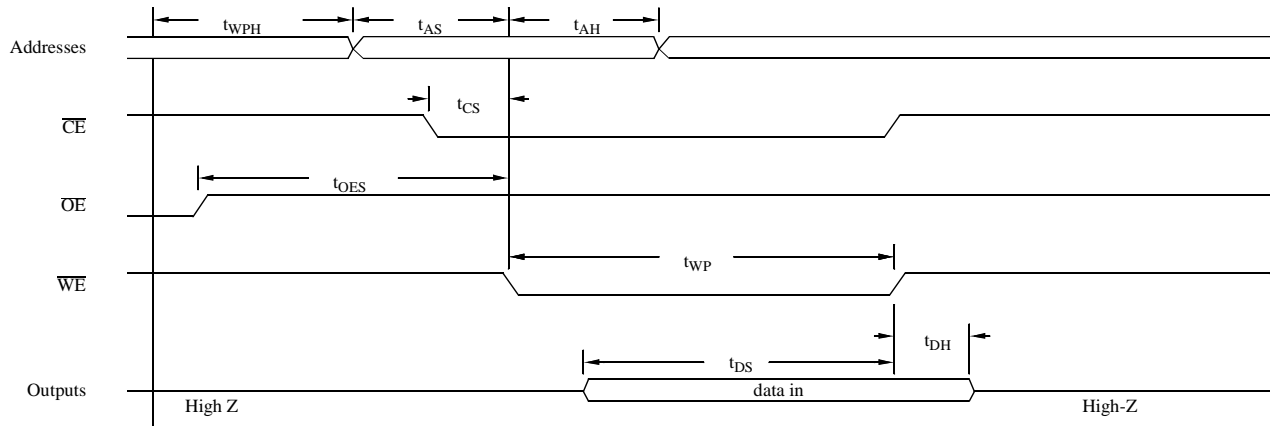 tWPH tAS tAH
Addresses
tCS
CE
tOES
OE
tWP
WE
tDH
tDS
Outputs data in
High Z High-Z